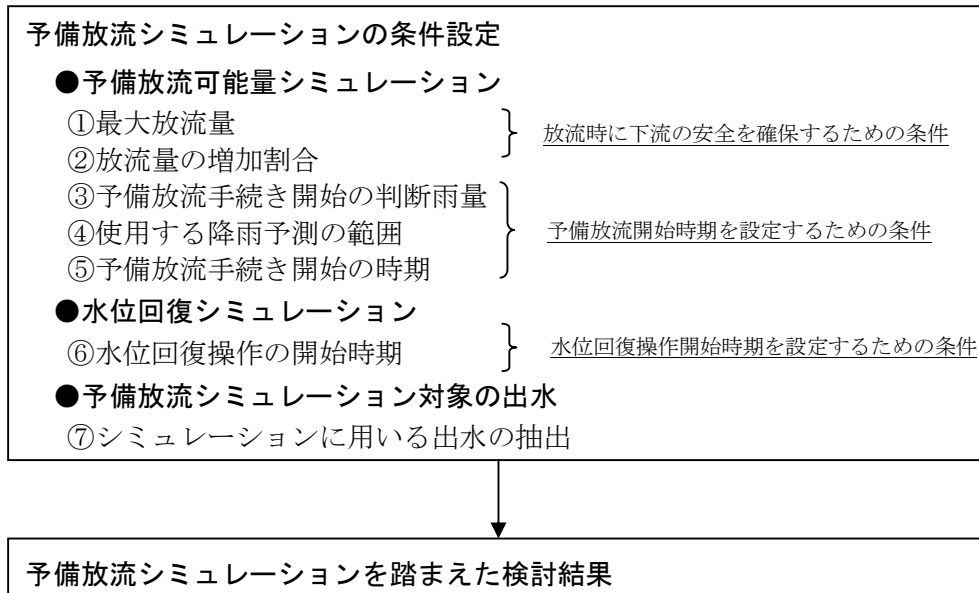 予備放流シミュレーションの条件設定
●予備放流可能量シミュレーション
①最大放流量
②放流量の増加割合
放流時に下流の安全を確保するための条件
③予備放流手続き開始の判断雨量
④使用する降雨予測の範囲
⑤予備放流手続き開始の時期
予備放流開始時期を設定するための条件
●水位回復シミュレーション
⑥水位回復操作の開始時期
水位回復操作開始時期を設定するための条件
●予備放流シミュレーション対象の出水
⑦シミュレーションに用いる出水の抽出
予備放流シミュレーションを踏まえた検討結果